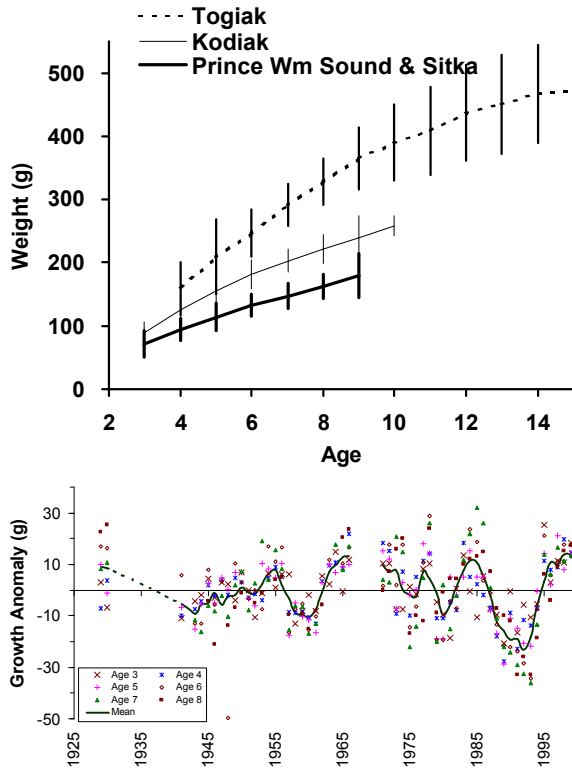 Togiak
Kodiak
Prince Wm Sound & Sitka
500
400
300
200
100
0
Weight (g)
2 4 6 8 10 12 14
Age
30
10
-10
-30
-50
Growth Anomaly (g)
Age 3 Age 4
Age 5 Age 6
Age 7 Age 8
Mean
1925 1935 1945 1955 1965 1975 1985 1995